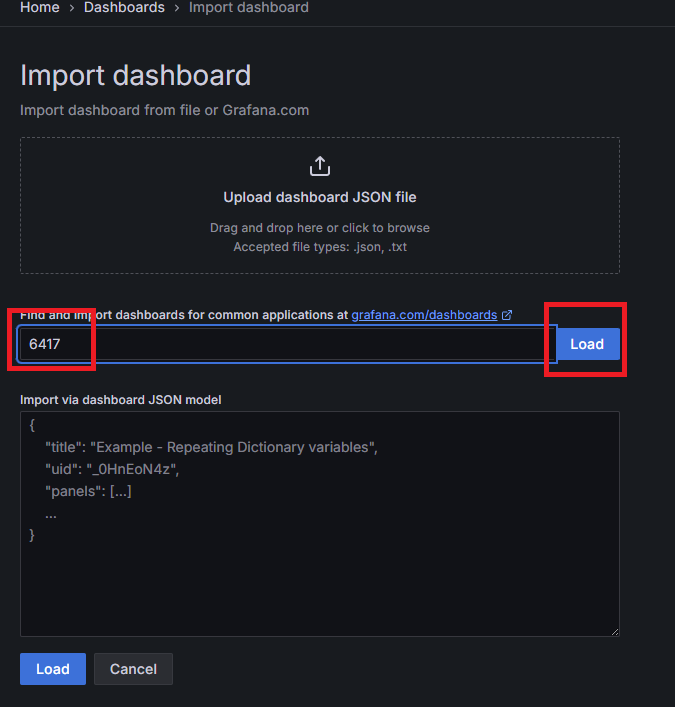 Home › Dashboards › Import dashboard
Import dashboard
Import dashboard from file or Grafana.com
Upload dashboard JSON file
Drag and drop here or click to browse
Accepted file types: .json, .txt
Find and import dashboards for common applications at grafana.com/dashboards
6417
Load
Import via dashboard JSON model
{
"title": "Example - Repeating Dictionary variables",
"uid": "_0HnEoN4z",
"panels": [...]
...
}
Load
Cancel